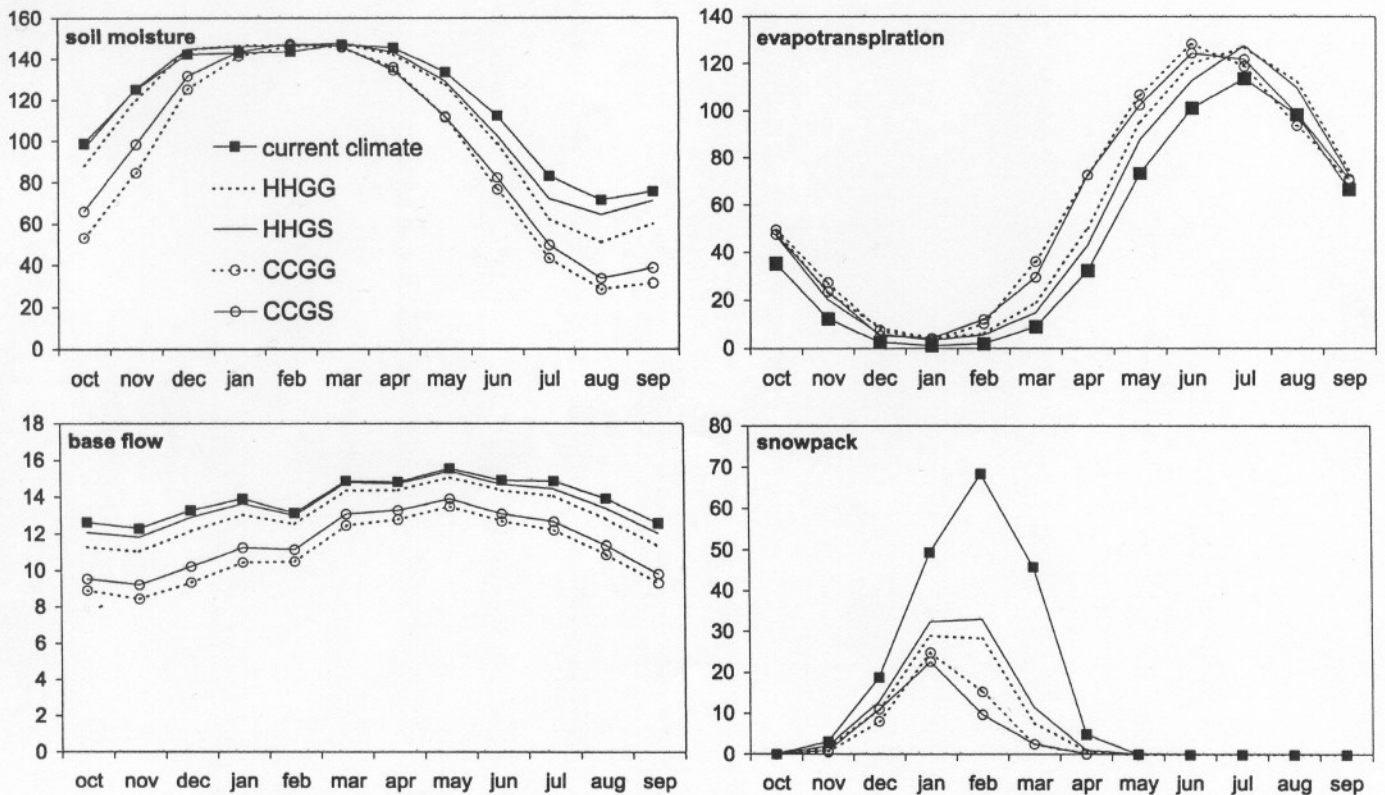 soil moisture
160
140
120
100
80
60
40
20
0
current climate
HHGG
HHGS
CCGG
CCGS
oct nov dec jan feb mar apr may jun jul aug sep
evapotranspiration
140
120
100
80
60
40
20
0
oct nov dec jan feb mar apr may jun jul aug sep
base flow
18
16
14
12
10
8
6
4
2
0
oct nov dec jan feb mar apr may jun jul aug sep
snowpack
80
70
60
50
40
30
20
10
0
oct nov dec jan feb mar apr may jun jul aug sep